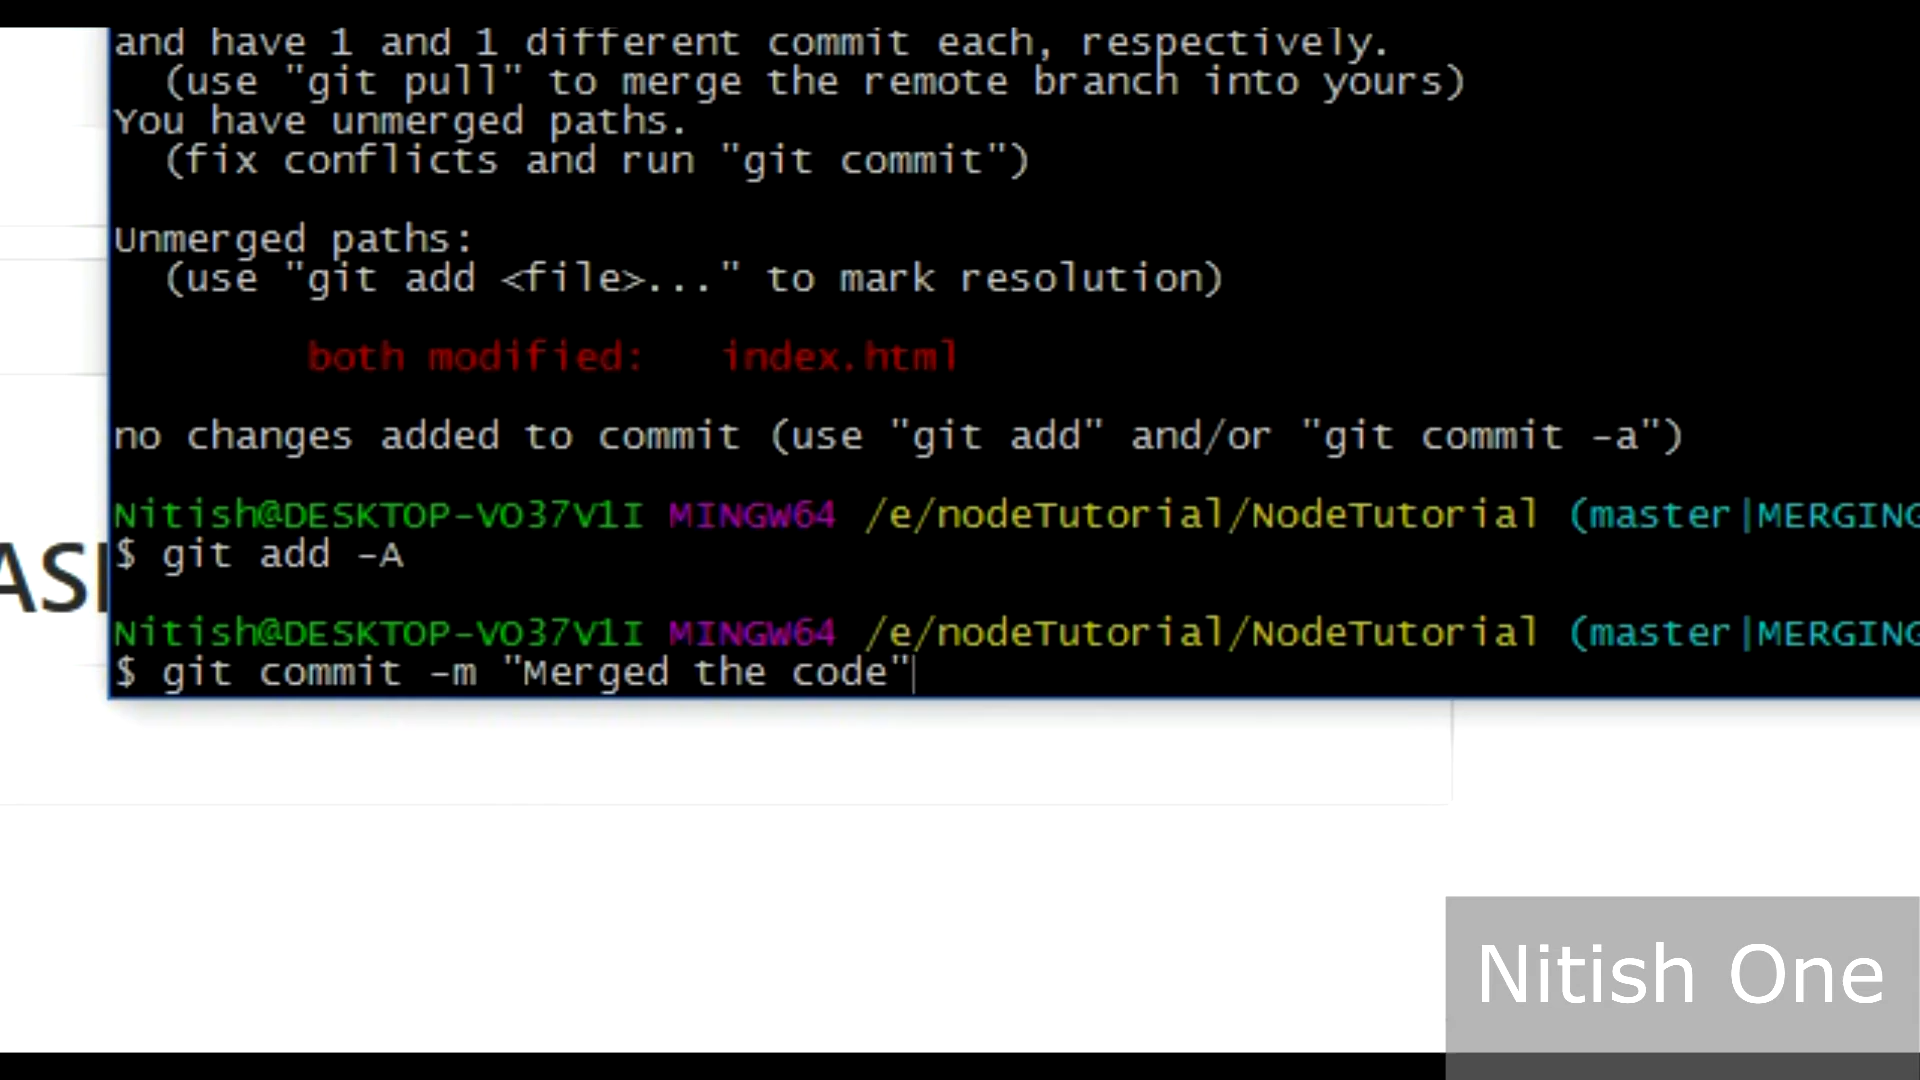 and have 1 and 1 different commit each, respectively.
(use "git pull" to merge the remote branch into yours)
You have unmerged paths.
(fix conflicts and run "git commit")
Unmerged paths:
(use "git add <file>..." to mark resolution)
both modified: index.html
no changes added to commit (use "git add" and/or "git commit -a")
Nitish@DESKTOP-VO37V1I MINGW64 /e/nodeTutorial/NodeTutorial (master|MERGING
$ git add -A
Nitish@DESKTOP-VO37V1I MINGW64 /e/nodeTutorial/NodeTutorial (master|MERGING
$ git commit -m "Merged the code"
Nitish One